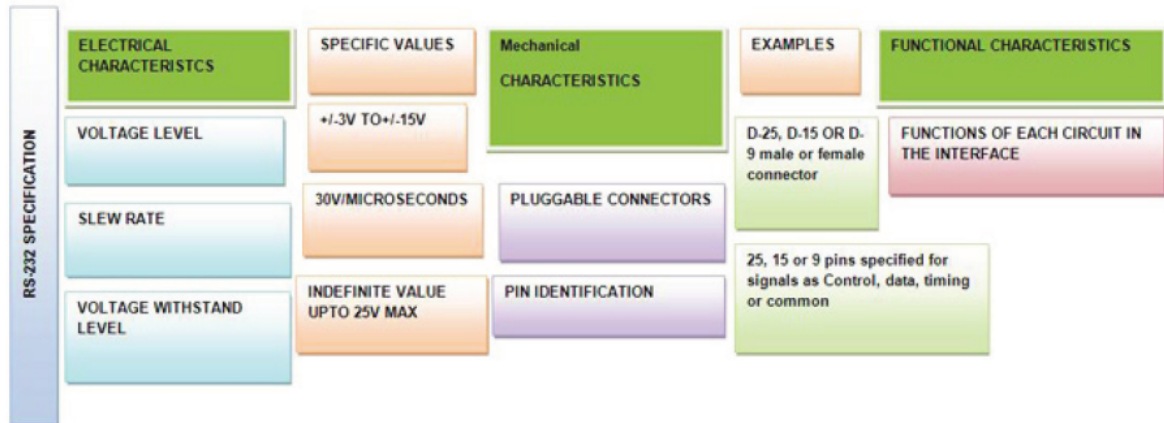 RS-232 SPECIFICATION
ELECTRICAL
CHARACTERISTCS
VOLTAGE LEVEL
SLEW RATE
VOLTAGE WITHSTAND
LEVEL
SPECIFIC VALUES
+/-3V TO+/-15V
30V/MICROSECONDS
INDEFINITE VALUE
UPTO 25V MAX
Mechanical
CHARACTERISTICS
PLUGGABLE CONNECTORS
PIN IDENTIFICATION
EXAMPLES
D-25, D-15 OR D-
9 male or female
connector
25, 15 or 9 pins specified for
signals as Control, data, timing
or common
FUNCTIONAL CHARACTERISTICS
FUNCTIONS OF EACH CIRCUIT IN
THE INTERFACE